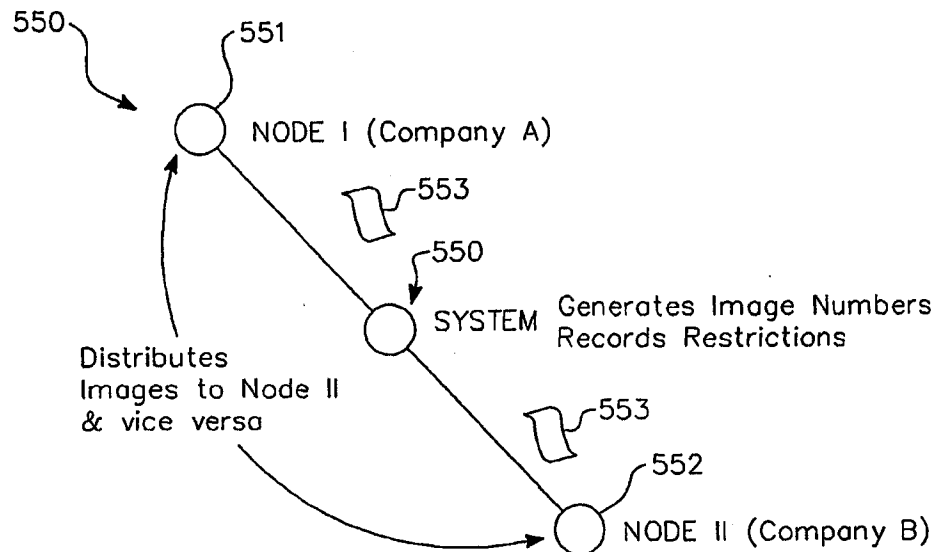 550
551
NODE I (Company A)
553
550
SYSTEM
Generates Image Numbers
Records Restrictions
Distributes
Images to Node II
& vice versa
553
552
NODE II (Company B)